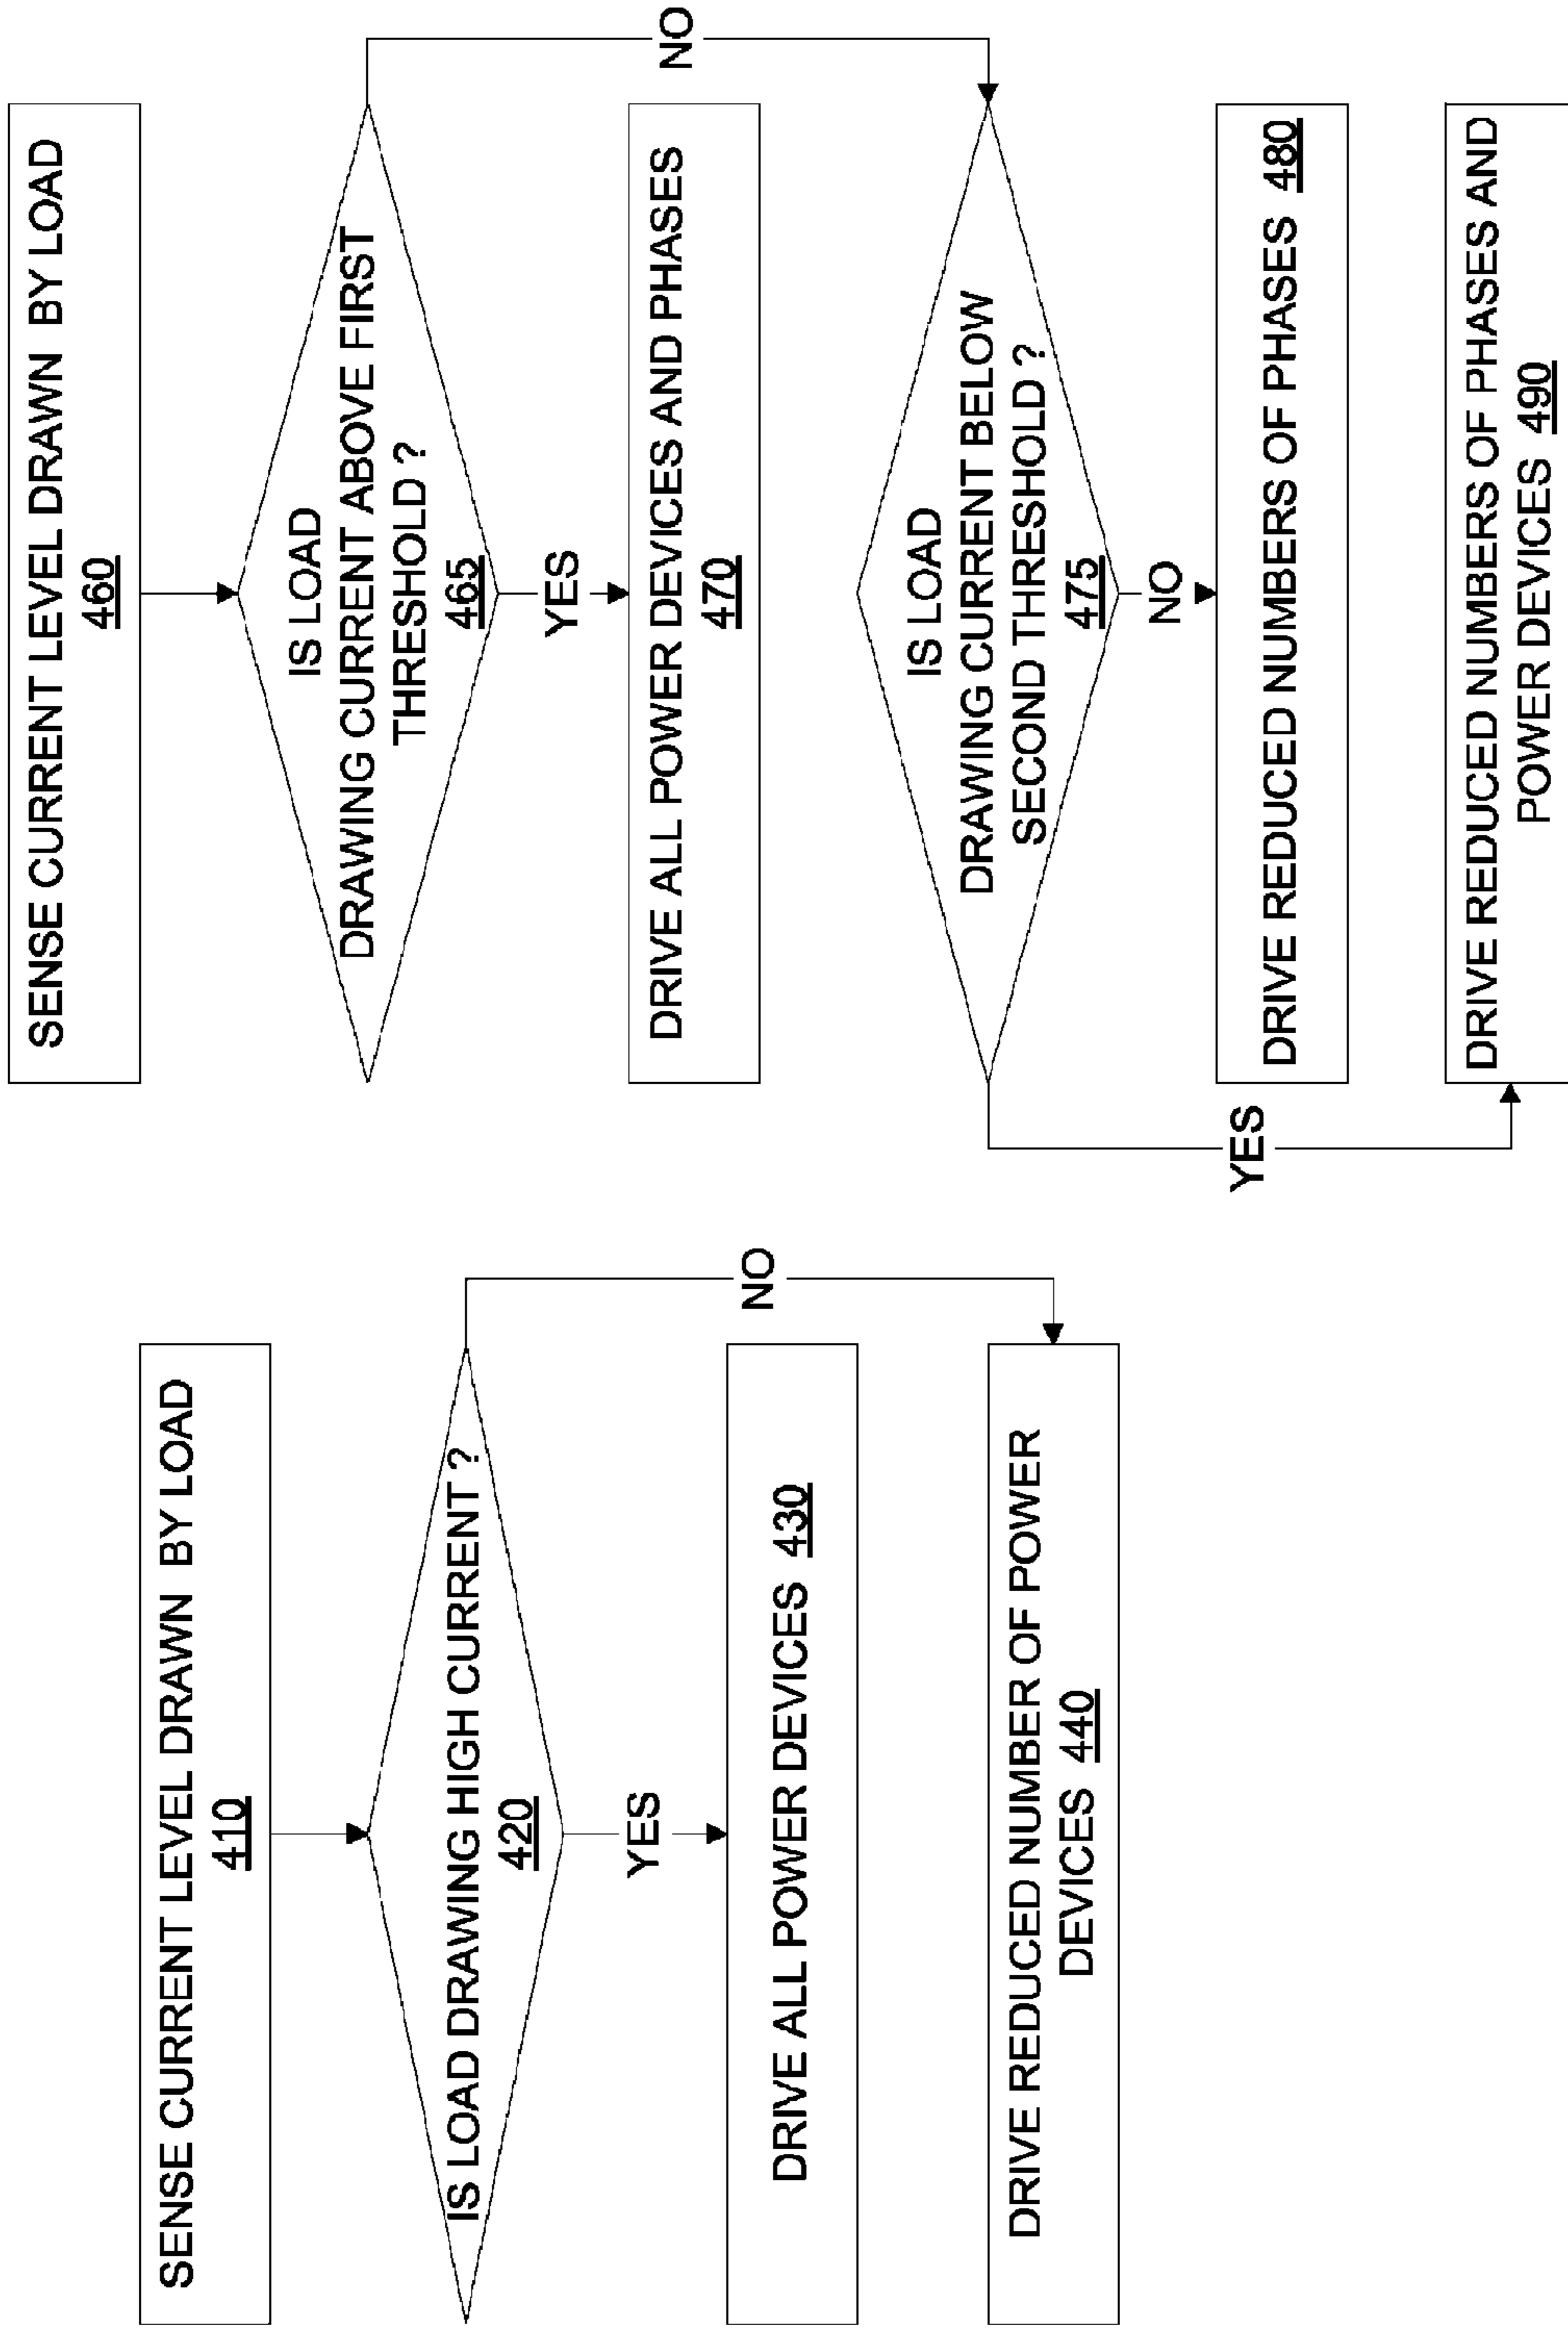 SENSE CURRENT LEVEL DRAWN BY LOAD
410
IS LOAD DRAWING HIGH CURRENT ?
420
YES
NO
DRIVE ALL POWER DEVICES 430
DRIVE REDUCED NUMBER OF POWER
DEVICES 440
SENSE CURRENT LEVEL DRAWN BY LOAD
460
IS LOAD
DRAWING CURRENT ABOVE FIRST
THRESHOLD ?
465
YES
NO
DRIVE ALL POWER DEVICES AND PHASES
470
IS LOAD
DRAWING CURRENT BELOW
SECOND THRESHOLD ?
475
NO
YES
DRIVE REDUCED NUMBERS OF PHASES 480
DRIVE REDUCED NUMBERS OF PHASES AND
POWER DEVICES 490